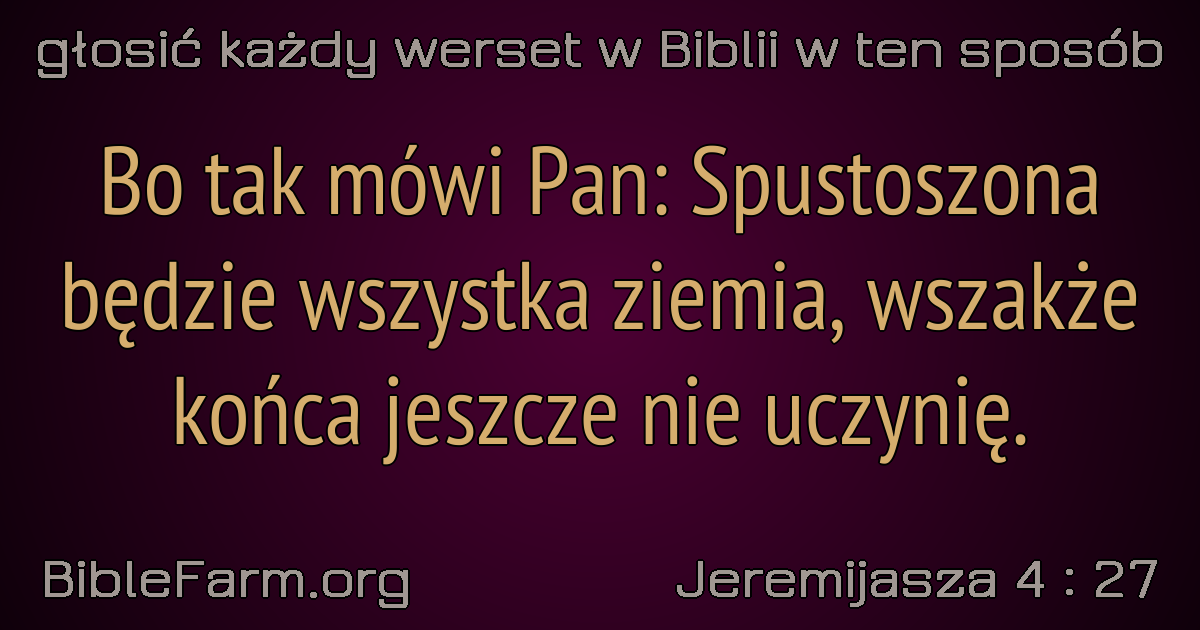 głosić każdy werset w Biblii w ten sposób
Bo tak mówi Pan: Spustoszona
będzie wszystka ziemia, wszakże
końca jeszcze nie uczynię.
BibleFarm.org
Jeremijasza 4 : 27